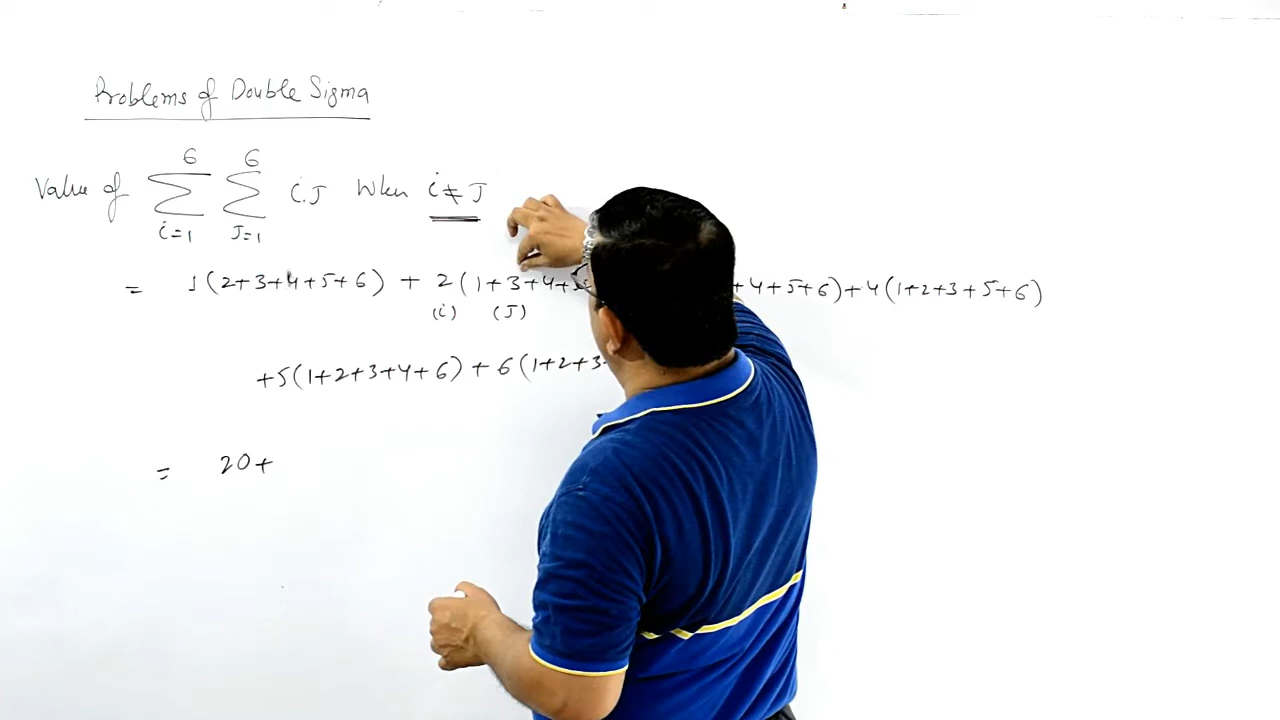 Problems of Double Sigma
6 6
Value of ∑ ∑ i.J When i ≠ J
i=1 J=1
= 1(2+3+4+5+6) + 2(1+3+4+5 +4+5+6)+4(1+2+3+5+6)
(i) (J)
+5(1+2+3+4+6)+6(1+2+3
= 20+